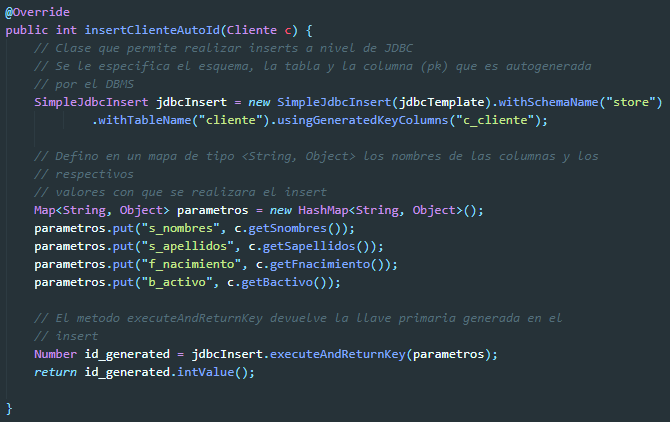 @Override
public int insertClienteAutoId(Cliente c) {
// Clase que permite realizar inserts a nivel de JDBC
// Se le especifica el esquema, la tabla y la columna (pk) que es autogenerada
// por el DBMS
SimpleJdbcInsert jdbcInsert = new SimpleJdbcInsert(jdbcTemplate).withSchemaName("store")
.withTableName("cliente").usingGeneratedKeyColumns("c_cliente");
// Defino en un mapa de tipo <String, Object> los nombres de las columnas y los
// respectivos
// valores con que se realizara el insert
Map<String, Object> parametros = new HashMap<String, Object>();
parametros.put("s_nombres", c.getSnombres());
parametros.put("s_apellidos", c.getSapellidos());
parametros.put("f_nacimiento", c.getFnacimiento());
parametros.put("b_activo", c.getBactivo());
// El metodo executeAndReturnKey devuelve la llave primaria generada en el
// insert
Number id_generated = jdbcInsert.executeAndReturnKey(parametros);
return id_generated.intValue();
}